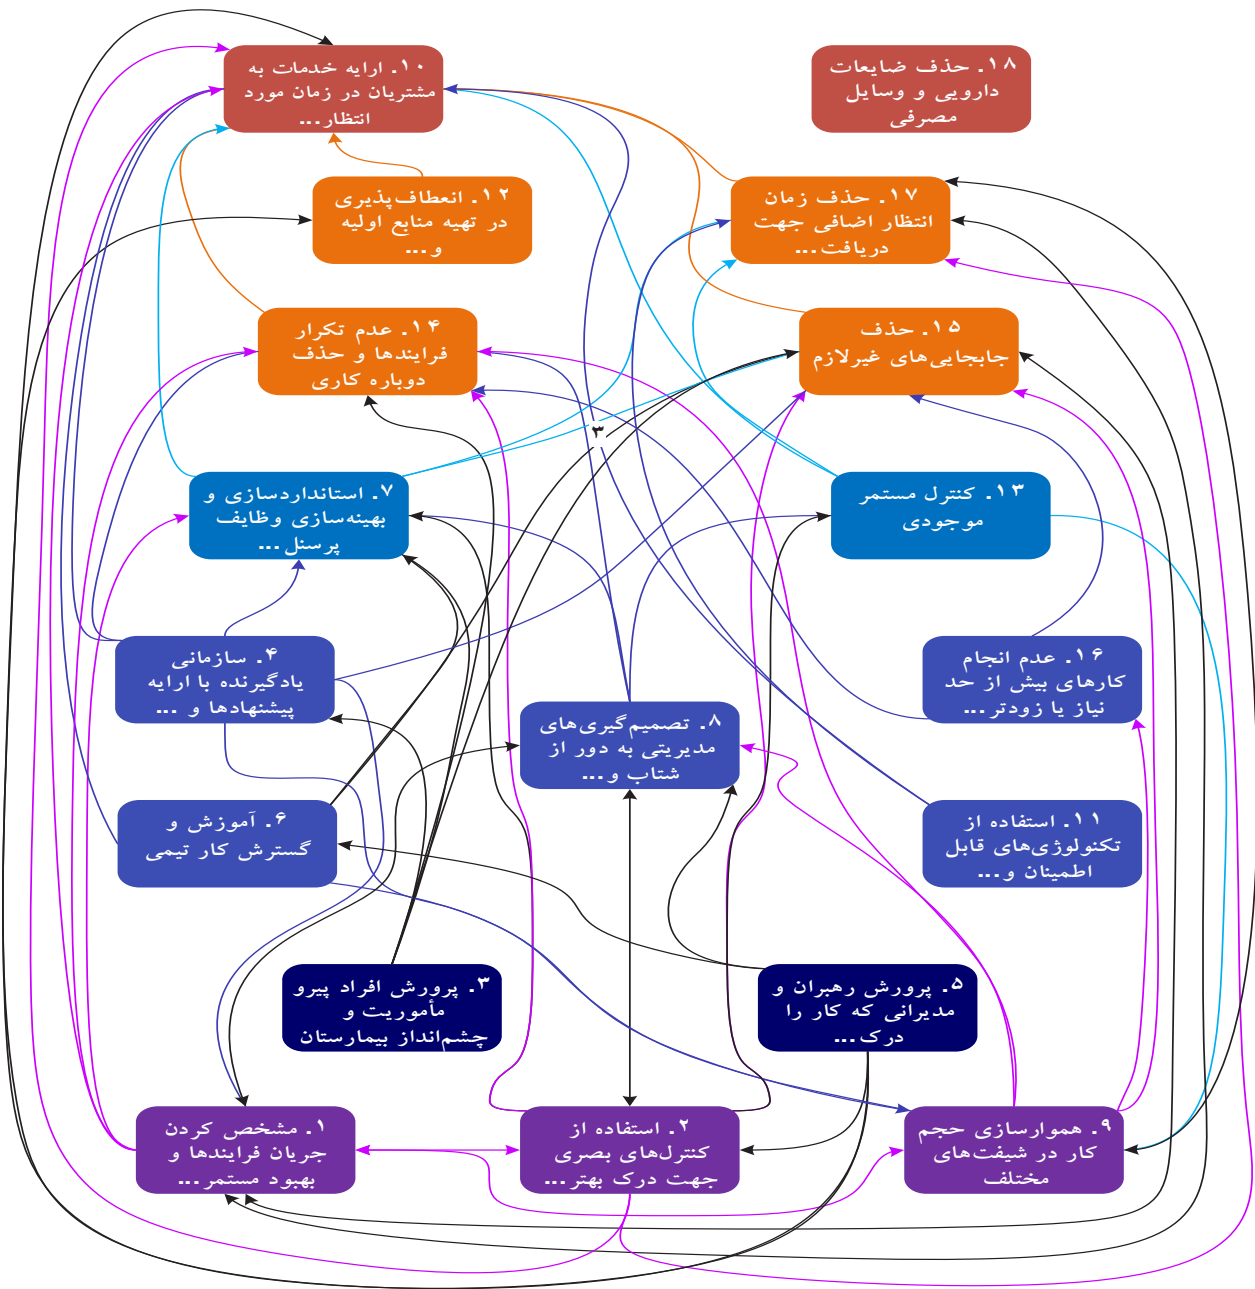 ۱۰. ارایه خدمات به
مشتریان در زمان مورد
انتظار...
۱۸. حذف ضایعات
دارویی و وسایل
مصرفی
۱۲. انعطاف‌پذیری
در تهیه منابع اولیه
و...
۱۷. حذف زمان
انتظار اضافی جهت
دریافت...
۱۴. عدم تکرار
فرایندها و حذف
دوباره کاری
۱۵. حذف
جابجایی‌های غیرلازم
۳
۷. استانداردسازی و
بهینه‌سازی وظایف
پرسنل...
۱۳. کنترل مستمر
موجودی
۴. سازمانی
یادگیرنده با ارایه
پیشنهادها و ...
۱۶. عدم انجام
کارهای بیش از حد
نیاز یا زودتر...
۸. تصمیم‌گیری‌های
مدیریتی به دور از
شتاب و...
۶. آموزش و
گسترش کار تیمی
۱۱. استفاده از
تکنولوژی‌های قابل
اطمینان و...
۳. پرورش افراد پیرو
مأموریت و
چشم‌انداز بیمارستان
۵. پرورش رهبران و
مدیرانی که کار را
درک...
۱. مشخص کردن
جریان فرایندها و
بهبود مستمر...
۲. استفاده از
کنترل‌های بصری
جهت درک بهتر...
۹. هموارسازی حجم
کار در شیفت‌های
مختلف